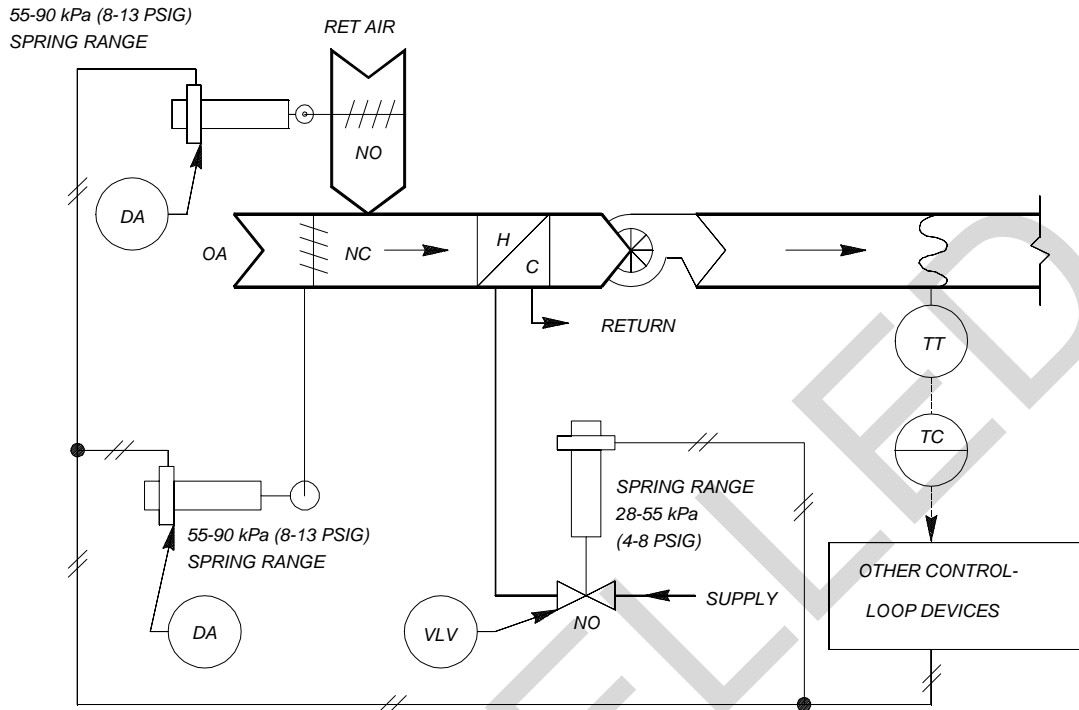 55-90 kPa (8-13 PSIG)
SPRING RANGE
RET AIR
NO
DA
OA
NC
H
C
RETURN
TT
TC
SPRING RANGE
28-55 kPa
(4-8 PSIG)
55-90 kPa (8-13 PSIG)
SPRING RANGE
OTHER CONTROL-
LOOP DEVICES
SUPPLY
DA
VLV
NO
ELLED